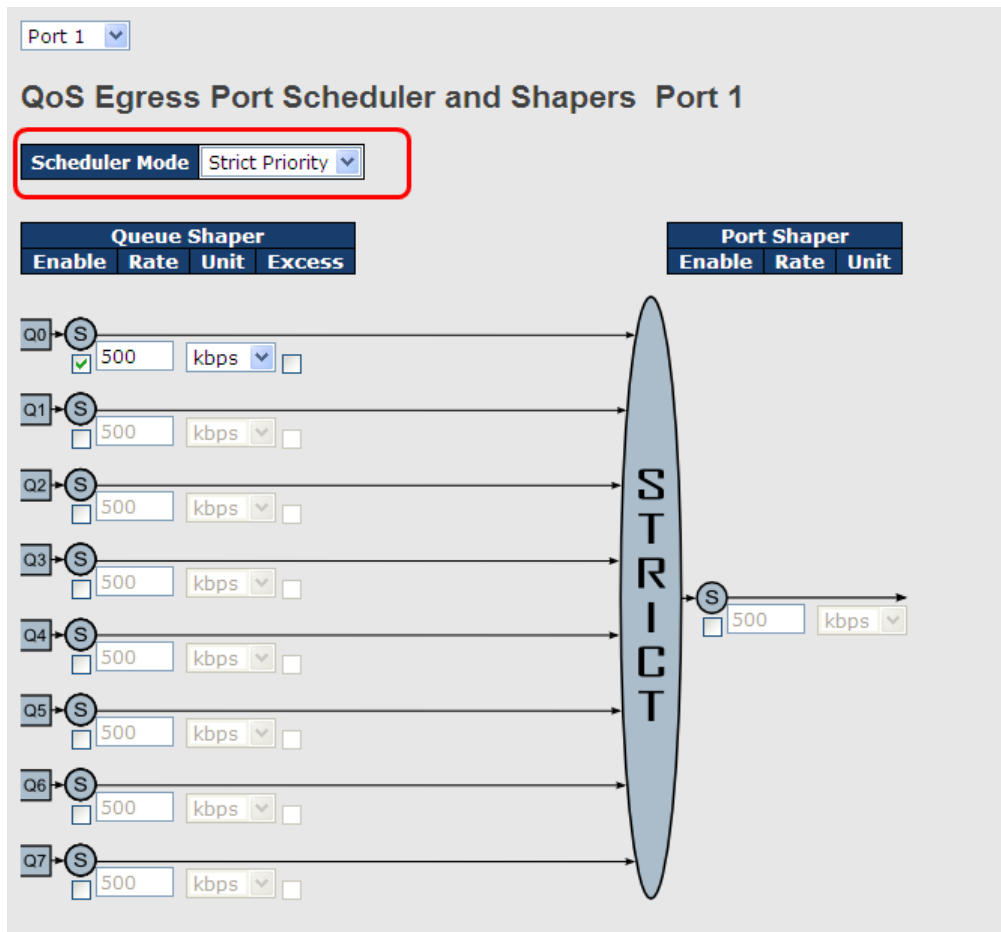 Port 1
QoS Egress Port Scheduler and Shapers Port 1
Scheduler Mode Strict Priority
Queue Shaper
Enable Rate Unit Excess
Port Shaper
Enable Rate Unit
Q0 S
500 kbps
Q1 S
500 kbps
Q2 S
500 kbps
Q3 S
500 kbps
Q4 S
500 kbps
Q5 S
500 kbps
Q6 S
500 kbps
Q7 S
500 kbps
STRICT
S
500 kbps